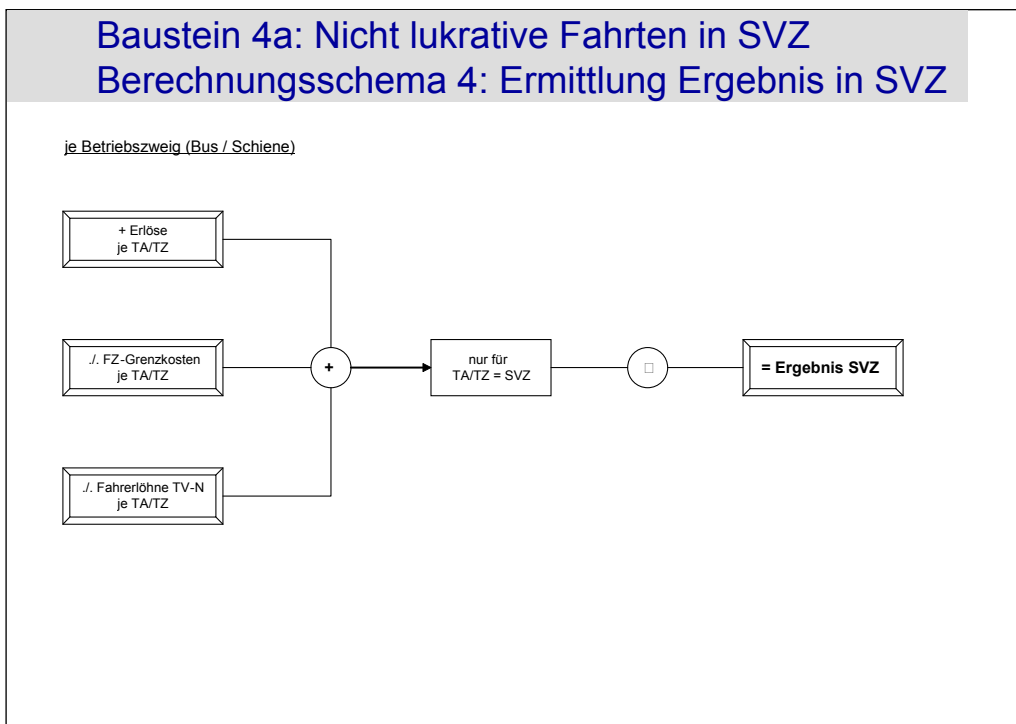 Baustein 4a: Nicht lukrative Fahrten in SVZ
Berechnungsschema 4: Ermittlung Ergebnis in SVZ
je Betriebszweig (Bus / Schiene)
+ Erlöse
je TA/TZ
./. FZ-Grenzkosten
je TA/TZ
+
nur für
TA/TZ = SVZ
= Ergebnis SVZ
./. Fahrerlöhne TV-N
je TA/TZ